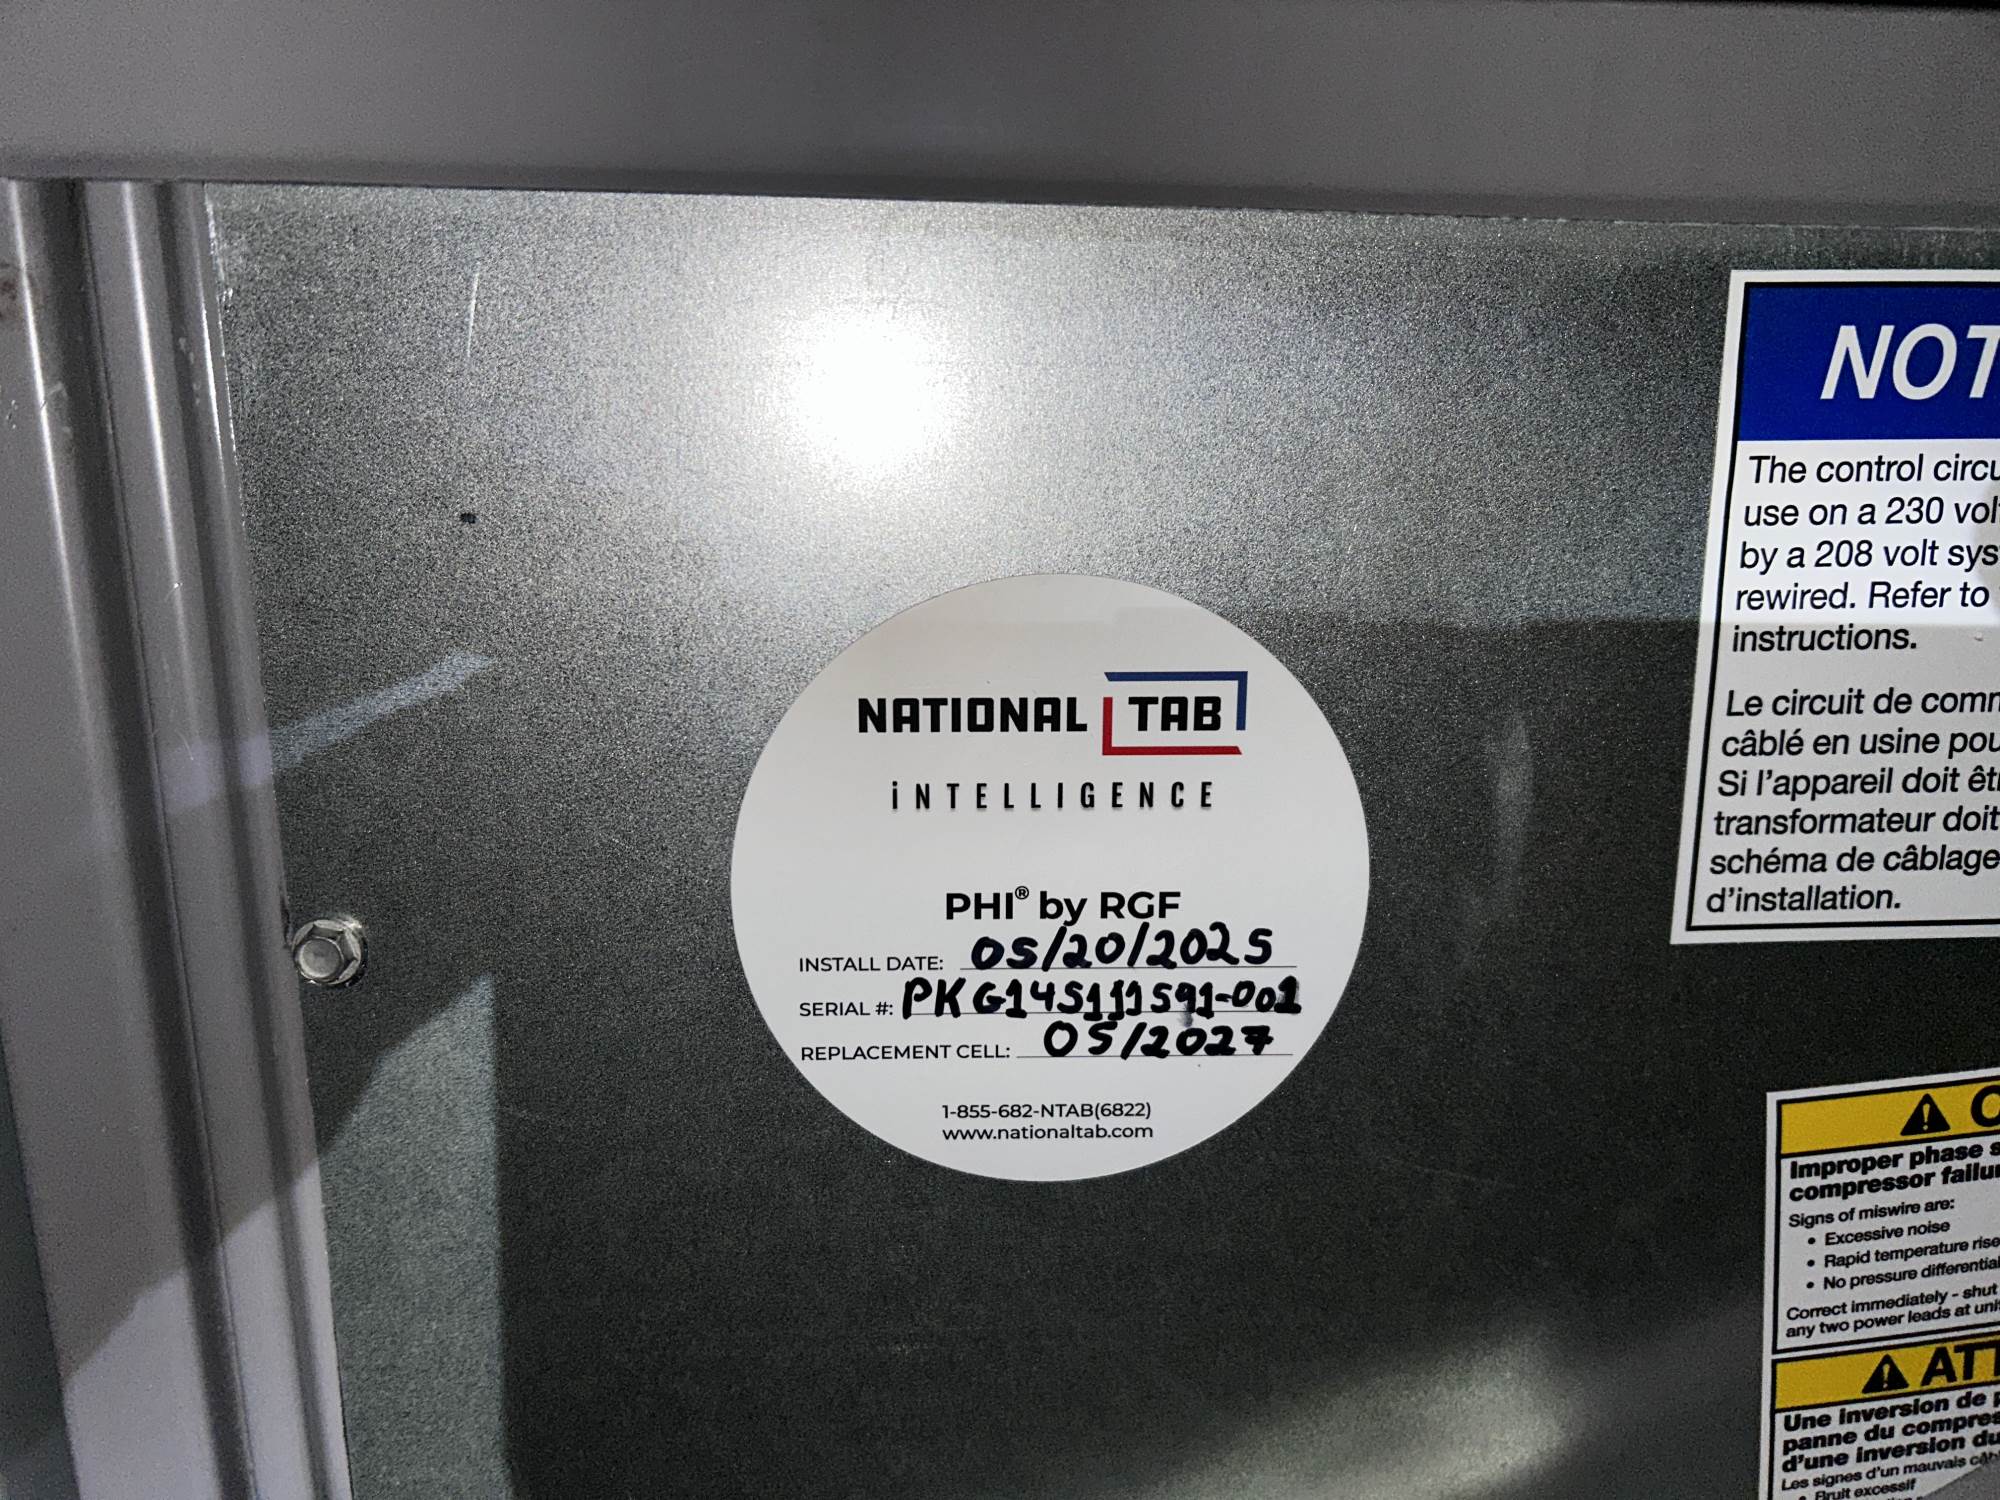 NATIONAL TAB
iNTELLIGENCE
PHI® by RGF
INSTALL DATE: 05/20/2025
SERIAL #: PKG145111591-001
REPLACEMENT CELL: 05/2027
1-855-682-NTAB(6822)
www.nationaltab.com
NOT
The control circu
use on a 230 vol
by a 208 volt sys
rewired. Refer to
instructions.
Le circuit de comm
câblé en usine pou
Si l'appareil doit êt
transformateur doit
schéma de câblage
d'installation.
C
Improper phase s
compressor failu
Signs of miswire are:
• Excessive noise
• Rapid temperature rise
• No pressure differential
Correct immediately - shut
any two power leads at uni
ATT
Une inversion de
panne du compres
d'une inversion du
Les signes d'un mauvais câb
• Bruit excessif